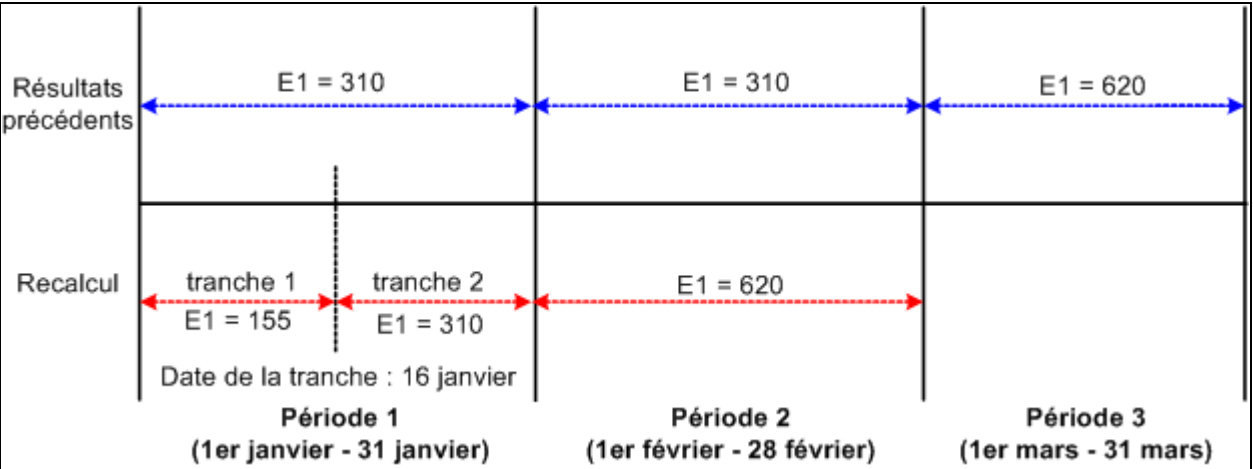 E1 = 310
E1 = 310
E1 = 620
Résultats
précédents
Recalcul
tranche 1
tranche 2
E1 = 620
E1 = 155
E1 = 310
Date de la tranche : 16 janvier
Période 1
(1er janvier - 31 janvier)
Période 2
(1er février - 28 février)
Période 3
(1er mars - 31 mars)